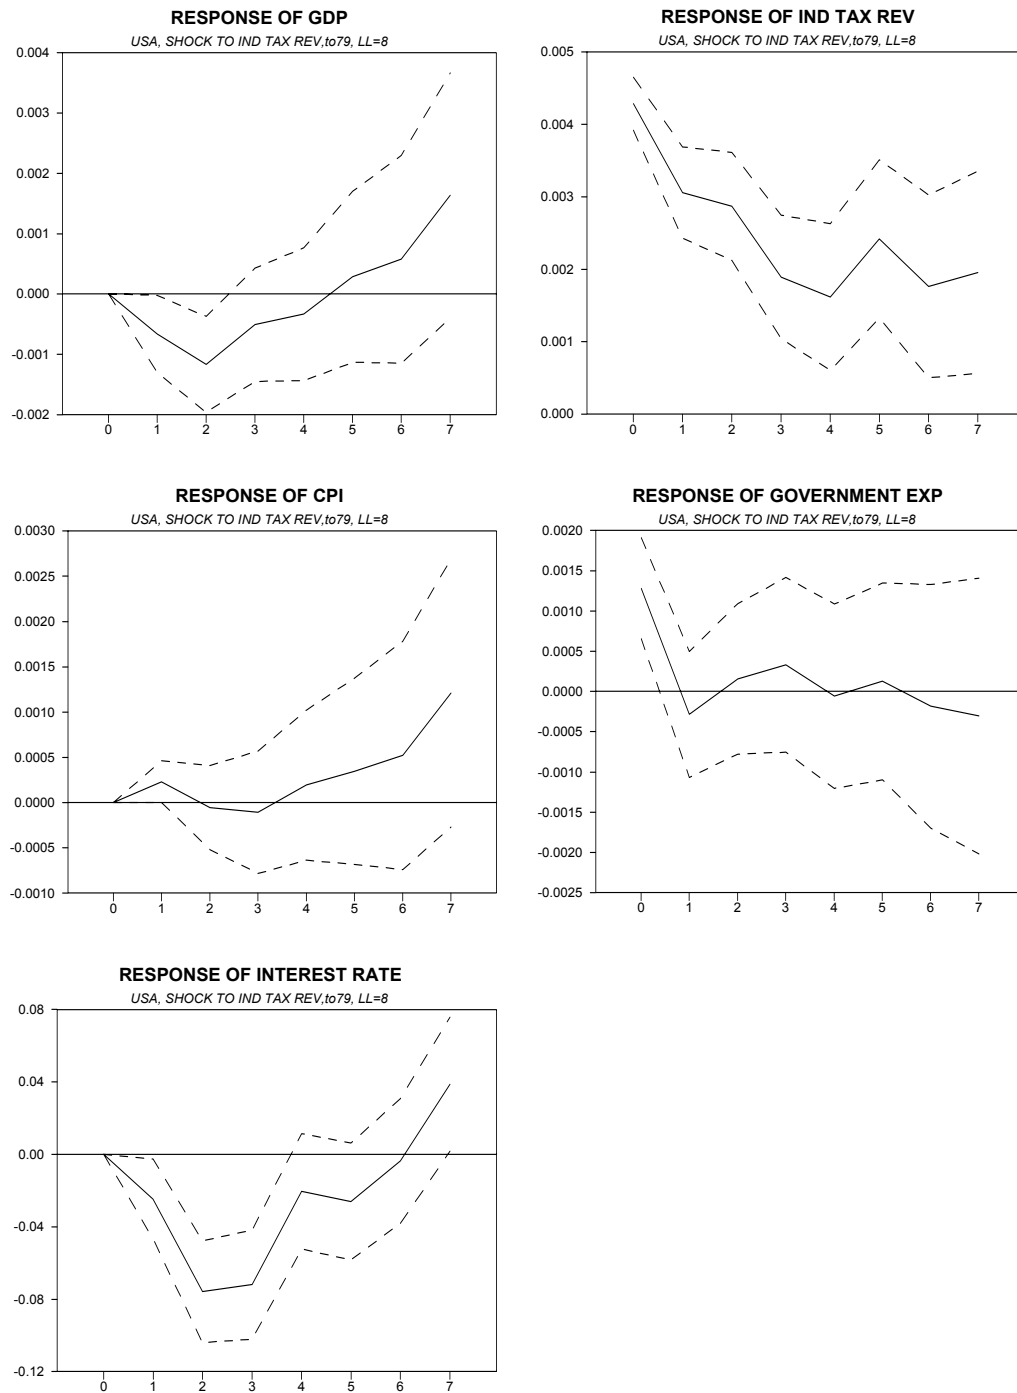 RESPONSE OF GDP
USA, SHOCK TO IND TAX REV,to79, LL=8
0.004
0.003
0.002
0.001
0.000
-0.001
-0.002
0 1 2 3 4 5 6 7
RESPONSE OF IND TAX REV
USA, SHOCK TO IND TAX REV,to79, LL=8
0.005
0.004
0.003
0.002
0.001
0.000
0 1 2 3 4 5 6 7
RESPONSE OF CPI
USA, SHOCK TO IND TAX REV,to79, LL=8
0.0030
0.0025
0.0020
0.0015
0.0010
0.0005
0.0000
-0.0005
-0.0010
0 1 2 3 4 5 6 7
RESPONSE OF GOVERNMENT EXP
USA, SHOCK TO IND TAX REV,to79, LL=8
0.0020
0.0015
0.0010
0.0005
0.0000
-0.0005
-0.0010
-0.0015
-0.0020
-0.0025
0 1 2 3 4 5 6 7
RESPONSE OF INTEREST RATE
USA, SHOCK TO IND TAX REV,to79, LL=8
0.08
0.04
0.00
-0.04
-0.08
-0.12
0 1 2 3 4 5 6 7